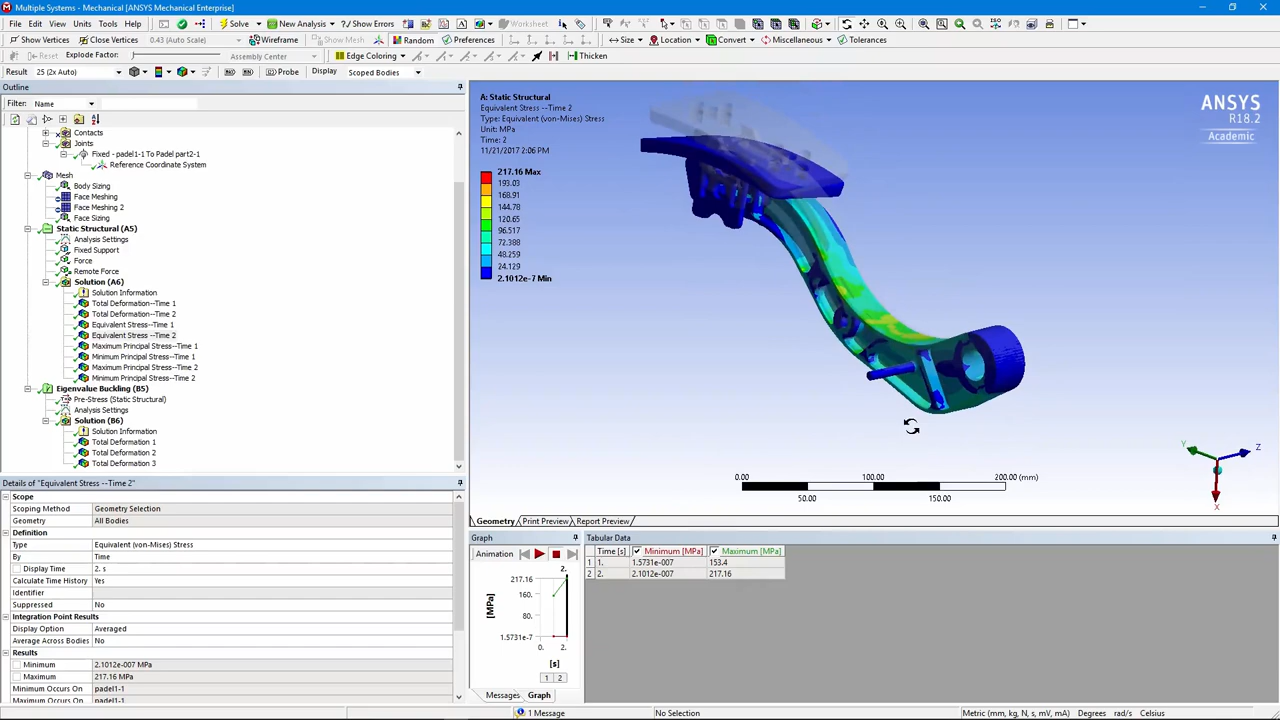 Multiple Systems - Mechanical [ANSYS Mechanical Enterprise]
File Edit View Units Tools Help Solve New Analysis ? Show Errors Worksheet
Show Vertices Close Vertices 0.43 (Auto Scale) Wireframe Show Mesh Random Preferences Size Location Convert Miscellaneous Tolerances
Reset Explode Factor: Assembly Center Edge Coloring Thicken
Result 25 (2x Auto) Probe Display Scoped Bodies
Outline
Filter: Name
Contacts
Joints
Fixed - padel1-1 To Padel part2-1
Reference Coordinate System
Mesh
Body Sizing
Face Meshing
Face Meshing 2
Face Sizing
Static Structural (A5)
Analysis Settings
Fixed Support
Force
Remote Force
Solution (A6)
Solution Information
Total Deformation--Time 1
Total Deformation--Time 2
Equivalent Stress--Time 1
Equivalent Stress --Time 2
Maximum Principal Stress--Time 1
Minimum Principal Stress--Time 1
Maximum Principal Stress--Time 2
Minimum Principal Stress--Time 2
Eigenvalue Buckling (B5)
Pre-Stress (Static Structural)
Analysis Settings
Solution (B6)
Solution Information
Total Deformation 1
Total Deformation 2
Total Deformation 3
Details of "Equivalent Stress --Time 2"
Scope
Scoping Method Geometry Selection
Geometry All Bodies
Definition
Type Equivalent (von-Mises) Stress
By Time
Display Time 2. s
Calculate Time History Yes
Identifier
Suppressed No
Integration Point Results
Display Option Averaged
Average Across Bodies No
Results
Minimum 2.1012e-007 MPa
Maximum 217.16 MPa
Minimum Occurs On padel1-1
Maximum Occurs On padel1-1
A: Static Structural
Equivalent Stress --Time 2
Type: Equivalent (von-Mises) Stress
Unit: MPa
Time: 2
11/21/2017 2:06 PM
217.16 Max
193.03
168.91
144.78
120.65
96.517
72.388
48.259
24.129
2.1012e-7 Min
ANSYS
R18.2
Academic
Y Z
X
0.00 100.00 200.00 (mm)
50.00 150.00
Geometry Print Preview Report Preview
Graph
Animation
2.
217.16
160.
80.
1.5731e-7
[MPa]
0. 2.
[s]
1 2
Messages Graph
Tabular Data
Time [s] Minimum [MPa] Maximum [MPa]
1 1. 1.5731e-007 153.4
2 2. 2.1012e-007 217.16
1 Message No Selection Metric (mm, kg, N, s, mV, mA) Degrees rad/s Celsius